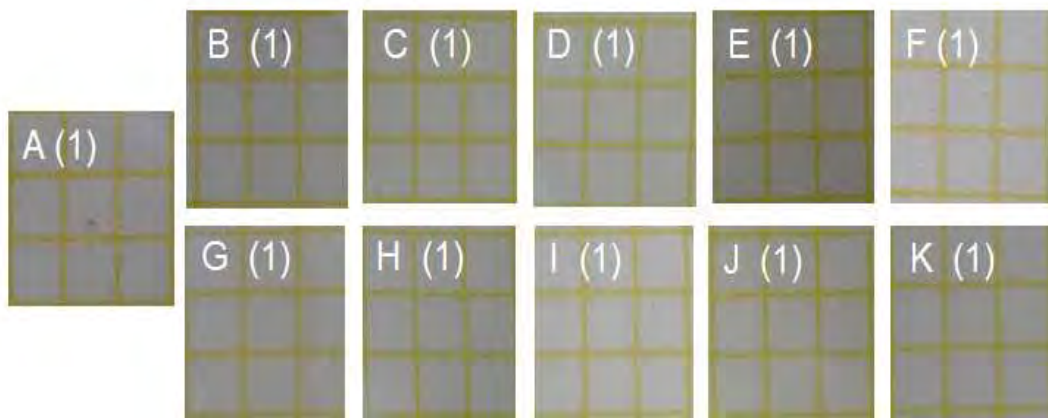 B (1) C (1) D (1) E (1) F (1)
A (1)
G (1) H (1) I (1) J (1) K (1)